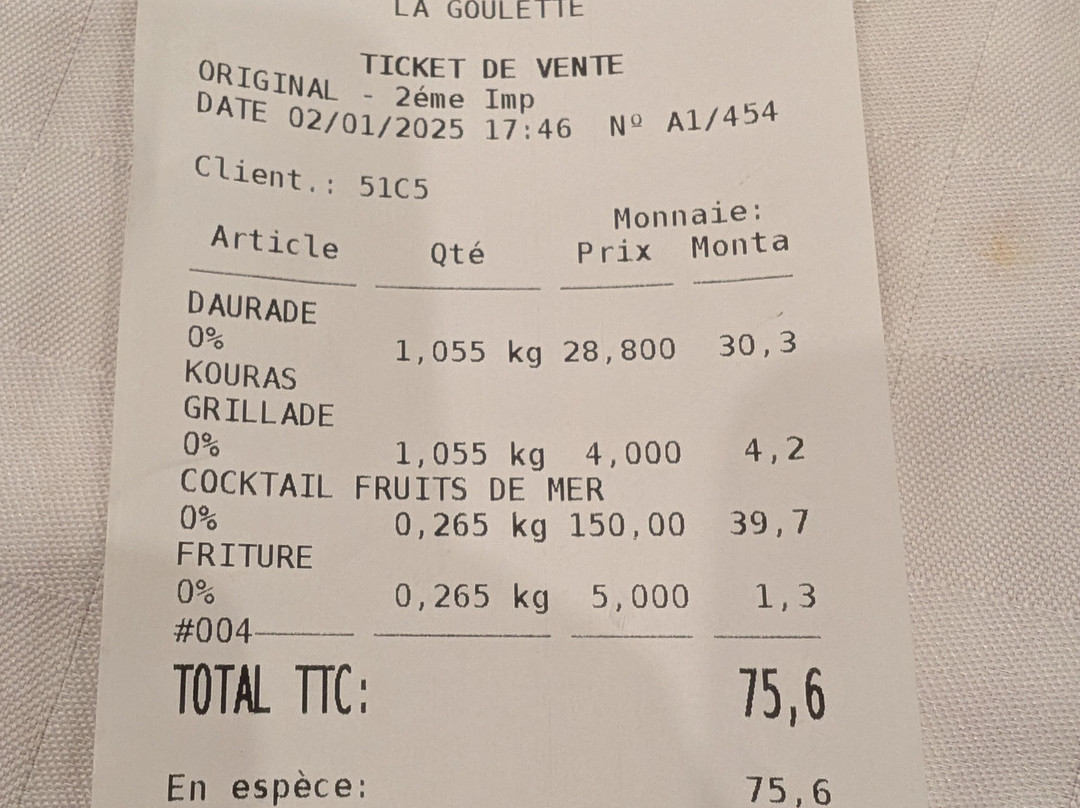 LA GOULETTE
TICKET DE VENTE
ORIGINAL - 2éme Imp
DATE 02/01/2025 17:46 Nº A1/454
Client.: 51C5
Monnaie:
Article Qté Prix Monta
DAURADE
0% 1,055 kg 28,800 30,3
KOURAS
GRILLADE
0% 1,055 kg 4,000 4,2
COCKTAIL FRUITS DE MER
0% 0,265 kg 150,00 39,7
FRITURE
0% 0,265 kg 5,000 1,3
#004
TOTAL TTC: 75,6
En espèce: 75,6